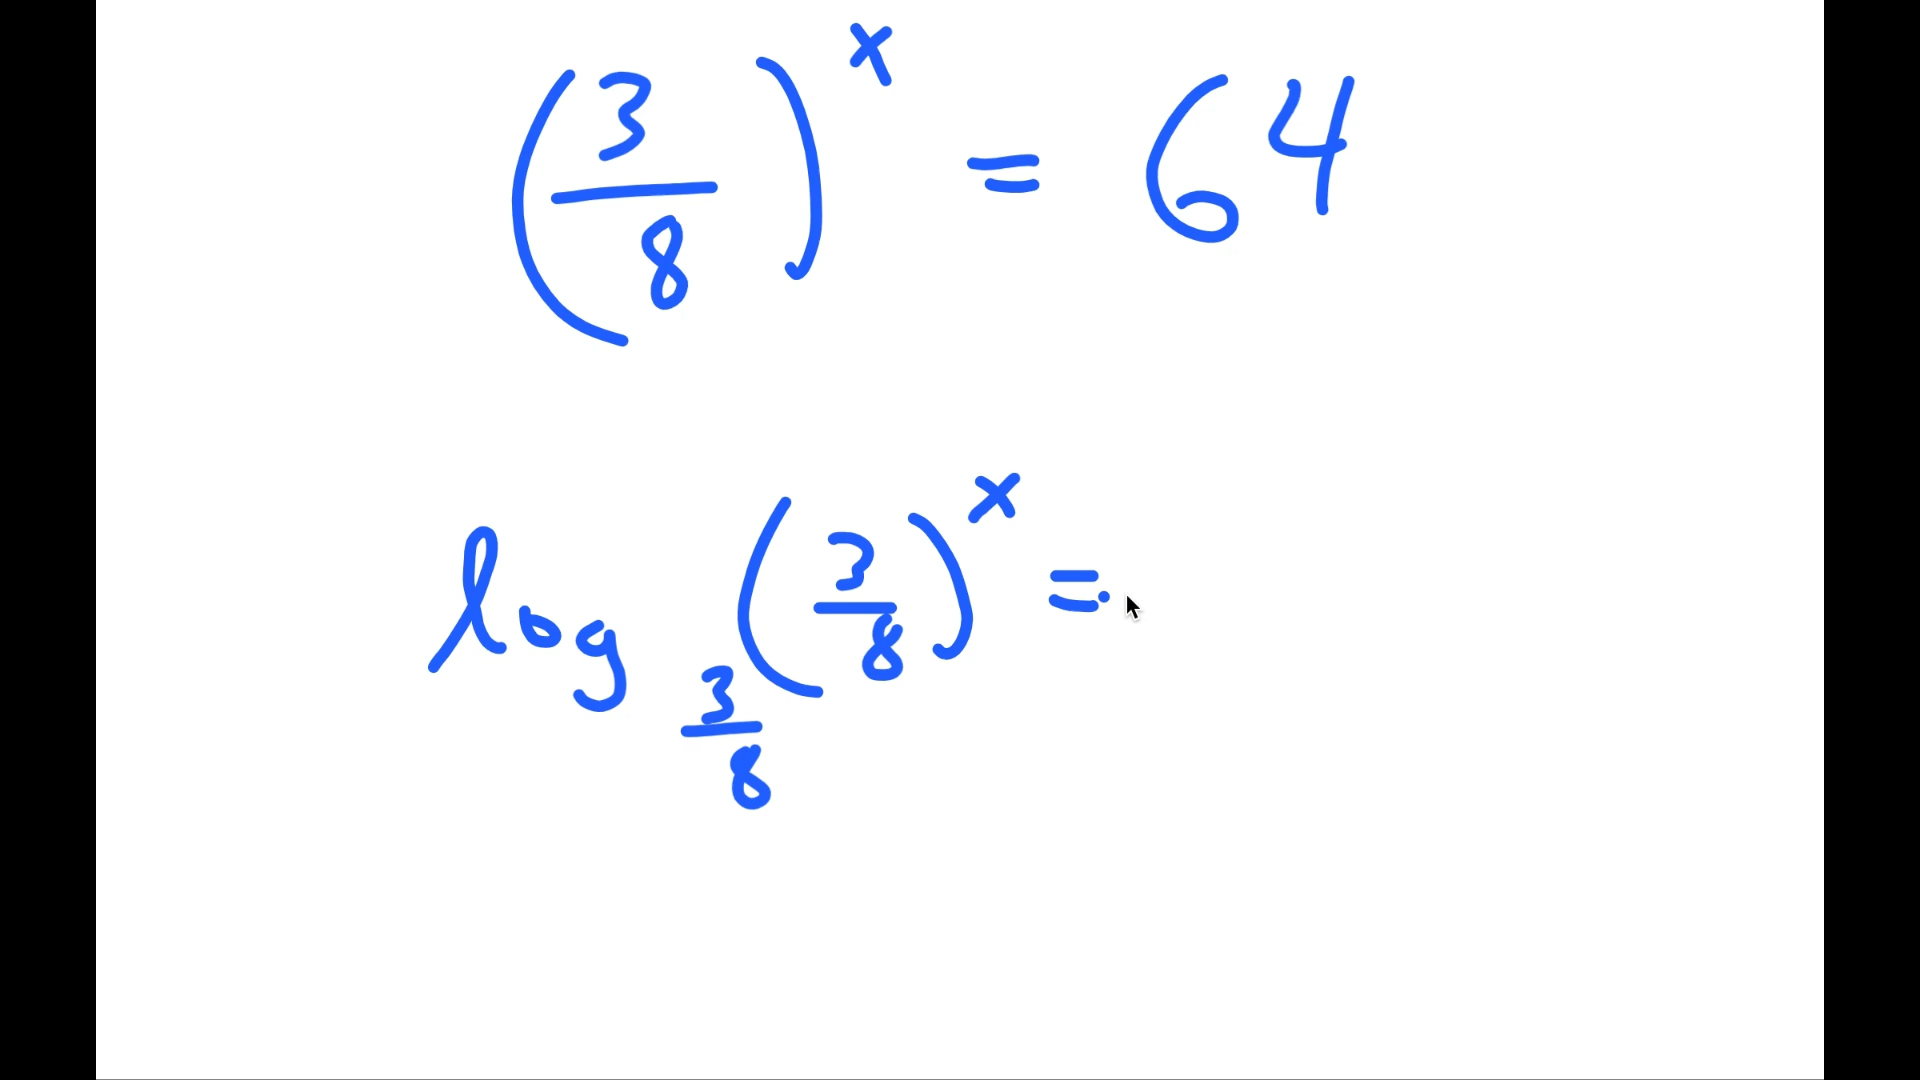 (3/8)^x = 64
log_{3/8} (3/8)^x =